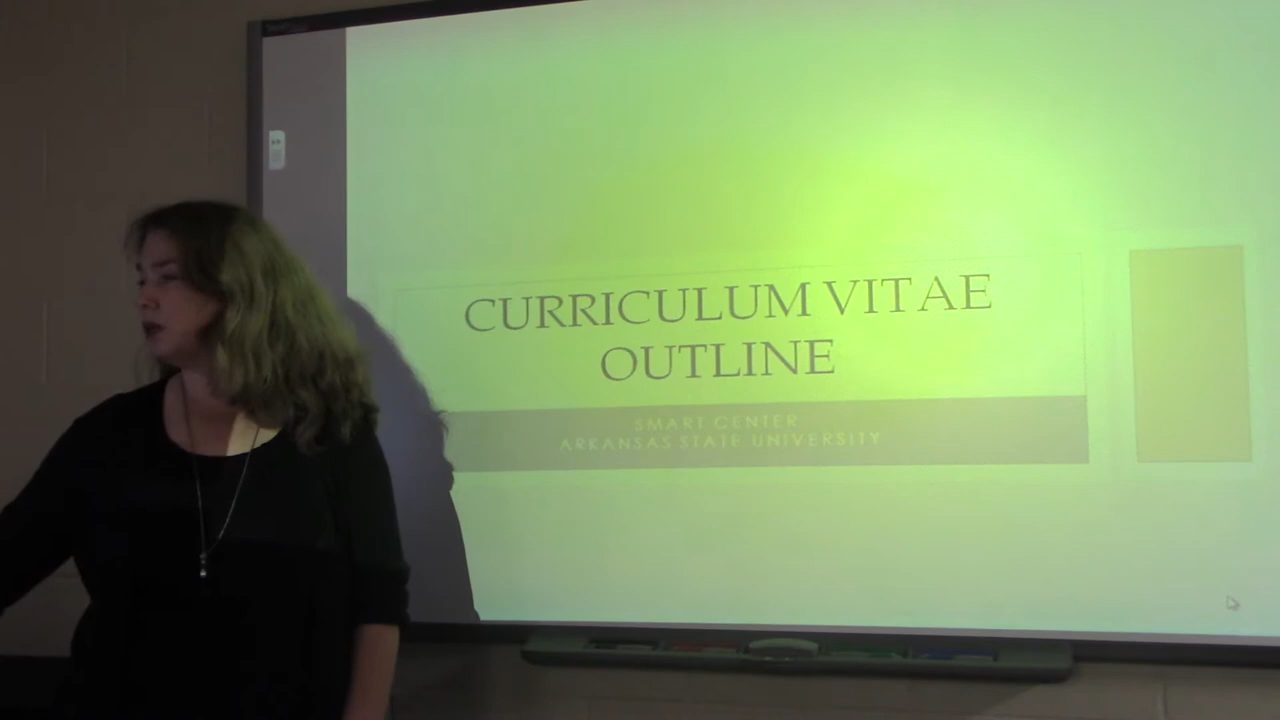 CURRICULUM VITAE
OUTLINE
SMART CENTER
ARKANSAS STATE UNIVERSITY